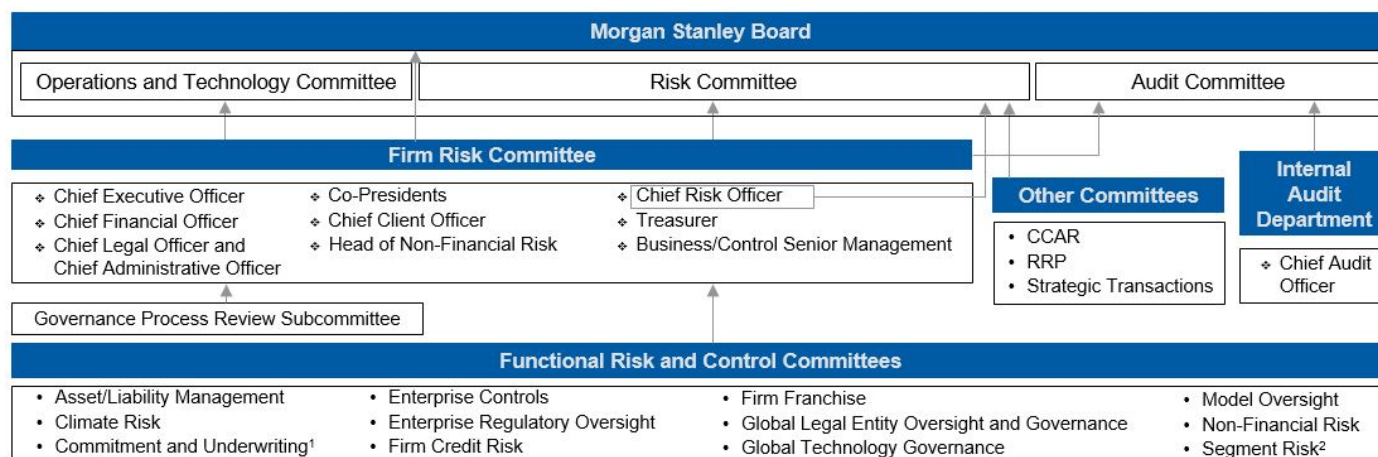 Morgan Stanley Board
Operations and Technology Committee
Risk Committee
Audit Committee
Firm Risk Committee
❖ Chief Executive Officer
❖ Chief Financial Officer
❖ Chief Legal Officer and
Chief Administrative Officer
❖ Co-Presidents
❖ Chief Client Officer
❖ Head of Non-Financial Risk
❖ Chief Risk Officer
❖ Treasurer
❖ Business/Control Senior Management
Other Committees
• CCAR
• RRP
• Strategic Transactions
Internal
Audit
Department
❖ Chief Audit
Officer
Governance Process Review Subcommittee
Functional Risk and Control Committees
• Asset/Liability Management
• Climate Risk
• Commitment and Underwriting¹
• Enterprise Controls
• Enterprise Regulatory Oversight
• Firm Credit Risk
• Firm Franchise
• Global Legal Entity Oversight and Governance
• Global Technology Governance
• Model Oversight
• Non-Financial Risk
• Segment Risk²